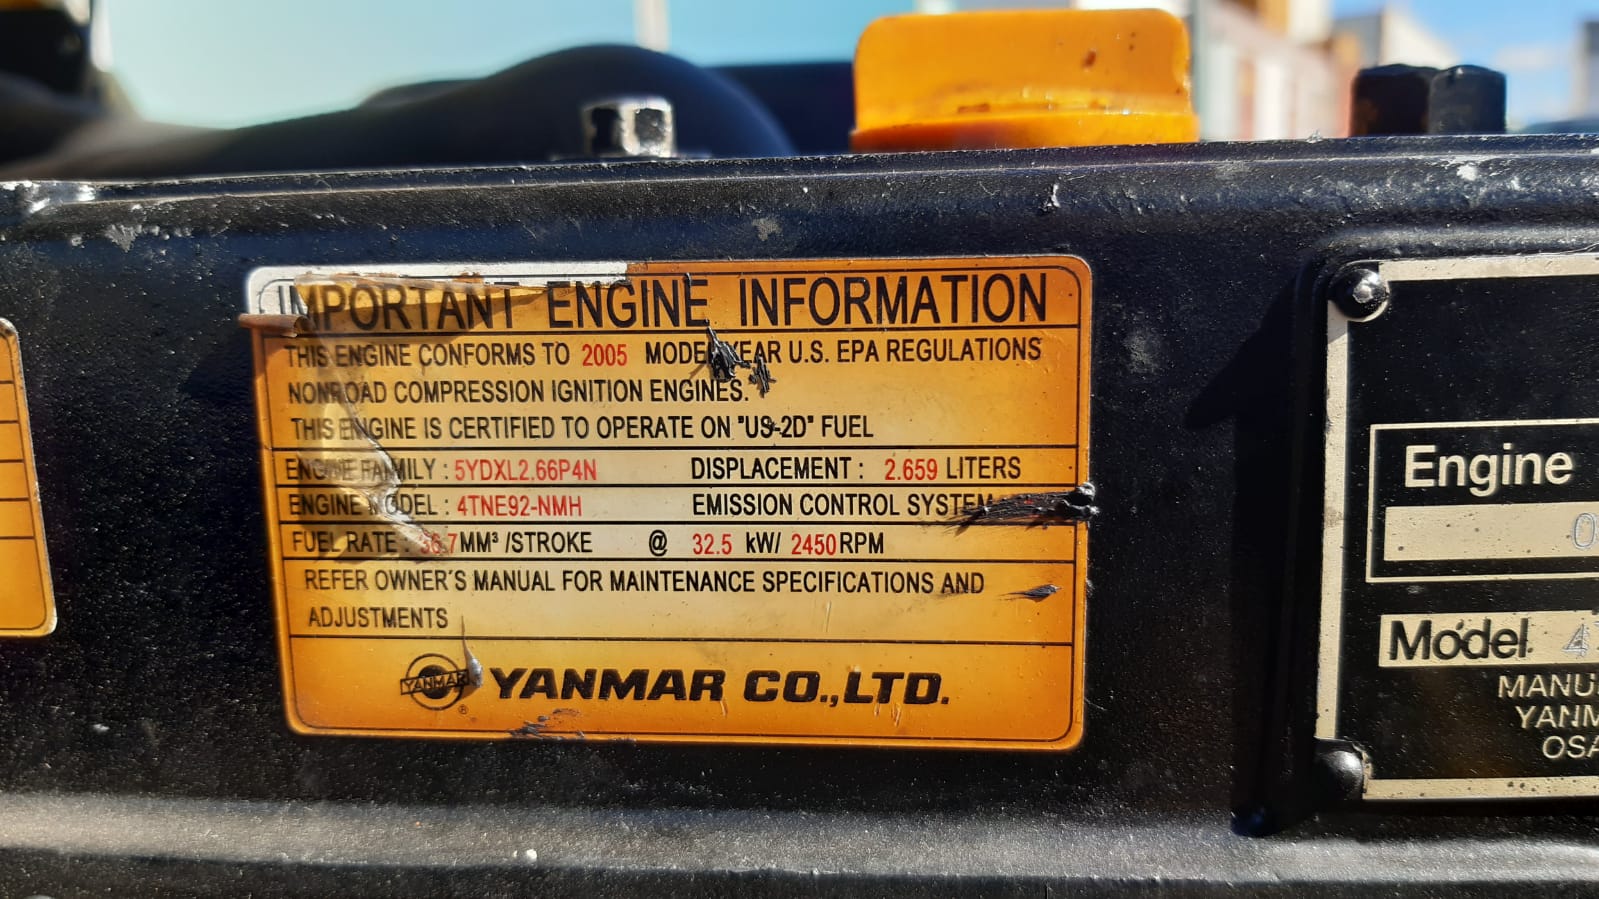 IMPORTANT ENGINE INFORMATION
THIS ENGINE CONFORMS TO 2005 MODEL YEAR U.S. EPA REGULATIONS
NONROAD COMPRESSION IGNITION ENGINES.
THIS ENGINE IS CERTIFIED TO OPERATE ON "US-2D" FUEL
ENGINE FAMILY : 5YDXL2.66P4N DISPLACEMENT : 2.659 LITERS
ENGINE MODEL : 4TNE92-NMH EMISSION CONTROL SYSTEM
FUEL RATE : MM³ /STROKE @ 32.5 kW/ 2450 RPM
REFER OWNER'S MANUAL FOR MAINTENANCE SPECIFICATIONS AND
ADJUSTMENTS
YANMAR ® YANMAR CO.,LTD.
Engine
Model
MANU
YANM
OSA